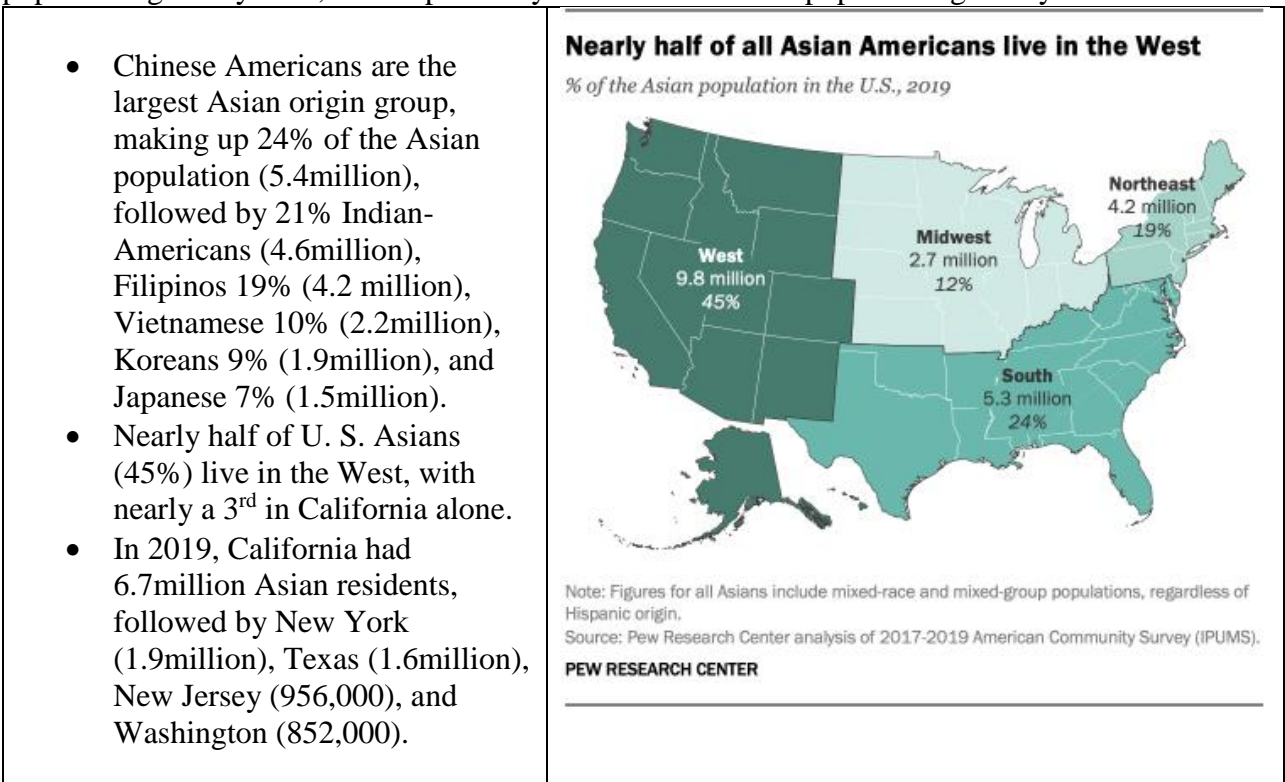 • Chinese Americans are the
largest Asian origin group,
making up 24% of the Asian
population (5.4million),
followed by 21% Indian-
Americans (4.6million),
Filipinos 19% (4.2 million),
Vietnamese 10% (2.2million),
Koreans 9% (1.9million), and
Japanese 7% (1.5million).
• Nearly half of U. S. Asians
(45%) live in the West, with
nearly a 3rd in California alone.
• In 2019, California had
6.7million Asian residents,
followed by New York
(1.9million), Texas (1.6million),
New Jersey (956,000), and
Washington (852,000).
Nearly half of all Asian Americans live in the West
% of the Asian population in the U.S., 2019
West
9.8 million
45%
Midwest
2.7 million
12%
Northeast
4.2 million
19%
South
5.3 million
24%
Note: Figures for all Asians include mixed-race and mixed-group populations, regardless of
Hispanic origin.
Source: Pew Research Center analysis of 2017-2019 American Community Survey (IPUMS).
PEW RESEARCH CENTER